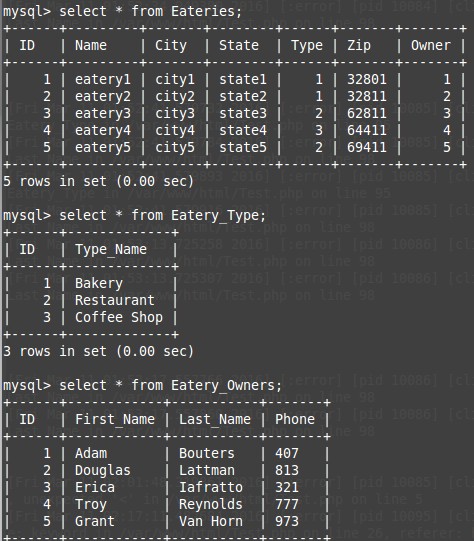 mysql> select * from Eateries;
+------+---------+-------+--------+------+-------+-------+
| ID   | Name    | City  | State  | Type | Zip   | Owner |
+------+---------+-------+--------+------+-------+-------+
|    1 | eatery1 | city1 | state1 |    1 | 32801 |     1 |
|    2 | eatery2 | city2 | state2 |    1 | 32811 |     2 |
|    3 | eatery3 | city3 | state3 |    2 | 62811 |     3 |
|    4 | eatery4 | city4 | state4 |    3 | 64411 |     4 |
|    5 | eatery5 | city5 | state5 |    2 | 69411 |     5 |
+------+---------+-------+--------+------+-------+-------+
5 rows in set (0.00 sec)
mysql> select * from Eatery_Type;
+------+-------------+
| ID   | Type_Name   |
+------+-------------+
|    1 | Bakery      |
|    2 | Restaurant  |
|    3 | Coffee Shop |
+------+-------------+
3 rows in set (0.00 sec)
mysql> select * from Eatery_Owners;
+------+------------+-----------+-------+
| ID   | First_Name | Last_Name | Phone |
+------+------------+-----------+-------+
|    1 | Adam       | Bouters   | 407   |
|    2 | Douglas    | Lattman   | 813   |
|    3 | Erica      | Iafratto  | 321   |
|    4 | Troy       | Reynolds  | 777   |
|    5 | Grant      | Van Horn  | 973   |
+------+------------+-----------+-------+